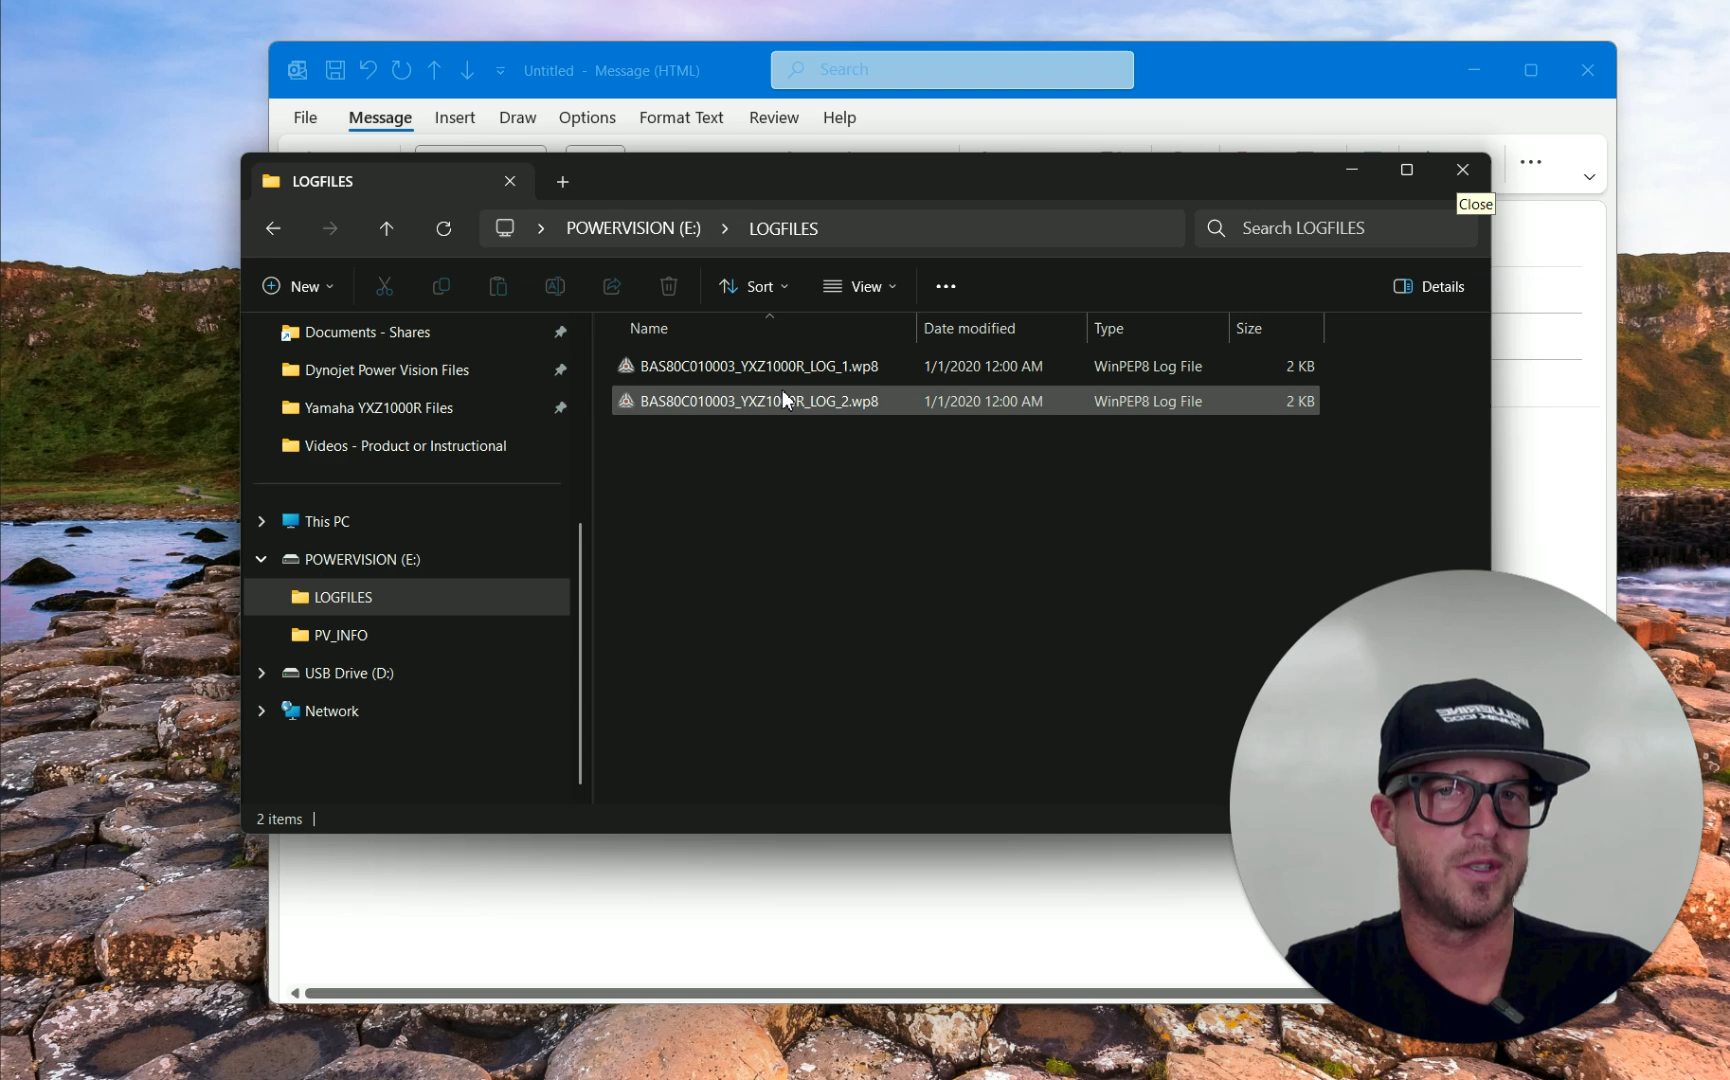 Untitled - Message (HTML)
Search
File Message Insert Draw Options Format Text Review Help
LOGFILES
Close
POWERVISION (E:) LOGFILES
Search LOGFILES
New Sort View Details
Name Date modified Type Size
Documents - Shares
Dynojet Power Vision Files
Yamaha YXZ1000R Files
Videos - Product or Instructional
BAS80C010003_YXZ1000R_LOG_1.wp8 1/1/2020 12:00 AM WinPEP8 Log File 2 KB
BAS80C010003_YXZ10 R_LOG_2.wp8 1/1/2020 12:00 AM WinPEP8 Log File 2 KB
This PC
POWERVISION (E:)
LOGFILES
PV_INFO
USB Drive (D:)
Network
2 items